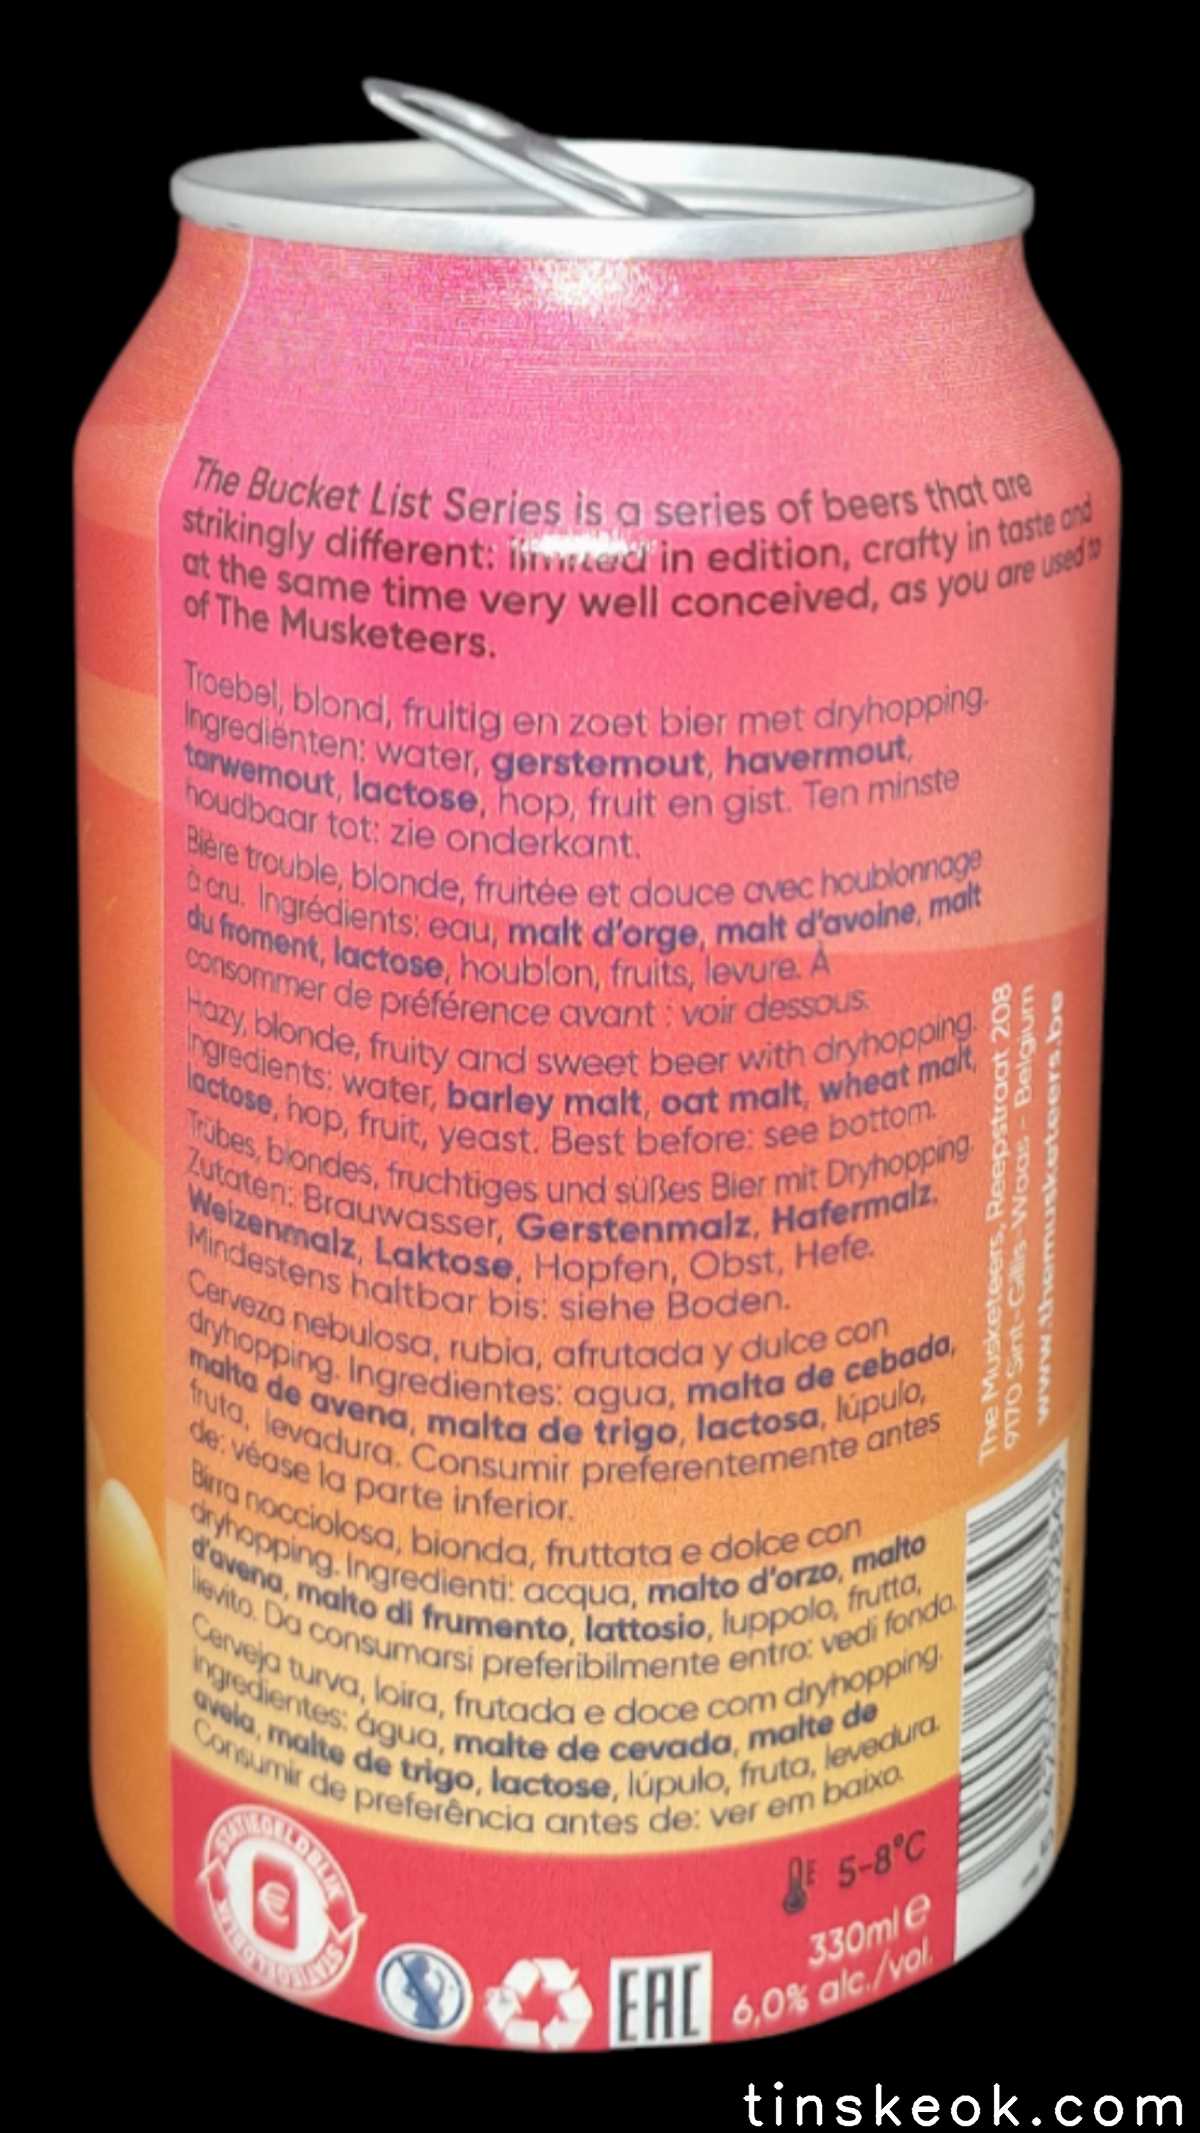 The Bucket List Series is a series of beers that are
strikingly different: limited in edition, crafty in taste and
at the same time very well conceived, as you are used to
of The Musketeers.
Troebel, blond, fruitig en zoet bier met dryhopping.
Ingrediënten: water, gerstemout, havermout,
tarwemout, lactose, hop, fruit en gist. Ten minste
houdbaar tot: zie onderkant.
Bière trouble, blonde, fruitée et douce avec houblonnage
à cru. Ingrédients: eau, malt d'orge, malt d'avoine, malt
du froment, lactose, houblon, fruits, levure. À
consommer de préférence avant : voir dessous.
Hazy, blonde, fruity and sweet beer with dryhopping.
Ingredients: water, barley malt, oat malt, wheat malt,
lactose, hop, fruit, yeast. Best before: see bottom.
Trübes, blondes, fruchtiges und süßes Bier mit Dryhopping.
Zutaten: Brauwasser, Gerstenmalz, Hafermalz,
Weizenmalz, Laktose, Hopfen, Obst, Hefe.
Mindestens haltbar bis: siehe Boden.
Cerveza nebulosa, rubia, afrutada y dulce con
dryhopping. Ingredientes: agua, malta de cebada,
malta de avena, malta de trigo, lactosa, lúpulo,
fruta, levadura. Consumir preferentemente antes
de: véase la parte inferior.
Birra nocciolosa, bionda, fruttata e dolce con
dryhopping. Ingredienti: acqua, malto d'orzo, malto
d'avena, malto di frumento, lattosio, luppolo, frutta,
lievito. Da consumarsi preferibilmente entro: vedi fondo.
Cerveja turva, loira, frutada e doce com dryhopping.
ingredientes: água, malte de cevada, malte de
aveia, malte de trigo, lactose, lúpulo, fruta, levedura.
Consumir de preferência antes de: ver em baixo.
The Musketeers, Reepstraat 208
9170 Sint-Gillis-Waas - Belgium
www.themusketeers.be
STATIEGELDBLIK
STATIEGELDBLIK
€
5-8°C
330ml e
6,0% alc./vol.
EAC
tinskeok.com